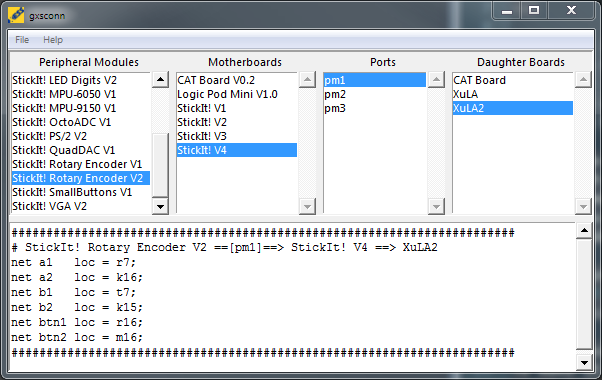 gxsconn
File Help
Peripheral Modules
StickIt! LED Digits V2
StickIt! MPU-6050 V1
StickIt! MPU-9150 V1
StickIt! OctoADC V1
StickIt! PS/2 V2
StickIt! QuadDAC V1
StickIt! Rotary Encoder V1
StickIt! Rotary Encoder V2
StickIt! SmallButtons V1
StickIt! VGA V2
Motherboards
CAT Board V0.2
Logic Pod Mini V1.0
StickIt! V1
StickIt! V2
StickIt! V3
StickIt! V4
Ports
pm1
pm2
pm3
Daughter Boards
CAT Board
XuLA
XuLA2
########################################################################
# StickIt! Rotary Encoder V2 ==[pm1]==> StickIt! V4 ==> XuLA2
net a1   loc = r7;
net a2   loc = k16;
net b1   loc = t7;
net b2   loc = k15;
net btn1 loc = r16;
net btn2 loc = m16;
########################################################################